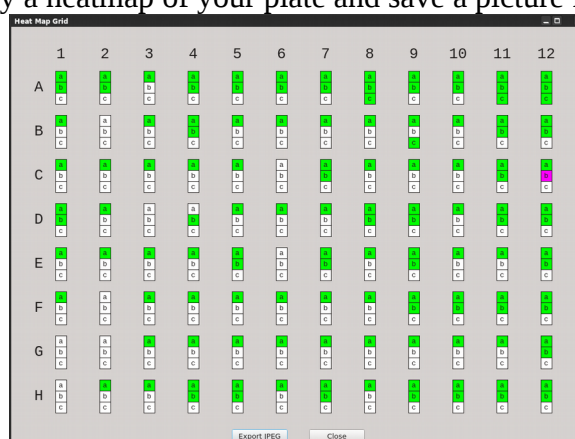 y a heatmap of your plate and save a picture
Heat Map Grid
1 2 3 4 5 6 7 8 9 10 11 12
a a a a a a a a a a a a
A b b b b b b b b b b b b
c c c c c c c c c c c c
a a a a a a a a a a a a
B b b b b b b b b b b b b
c c c c c c c c c c c c
a a a a a a a a a a a a
C b b b b b b b b b b b
c c c c c c c c c c c c
a a a a a a a a a a a a
D b b b b b b b b b b b b
c c c c c c c c c c c c
a a a a a a a a a a a a
E b b b b b b b b b b b b
c c c c c c c c c c c c
a a a a a a a a a a a a
F b b b b b b b b b b b b
c c c c c c c c c c c c
a a a a a a a a a a a a
G b b b b b b b b b b b b
c c c c c c c c c c c c
a a a a a a a a a a a a
H b b b b b b b b b b b b
c c c c c c c c c c c c
Export JPEG Close